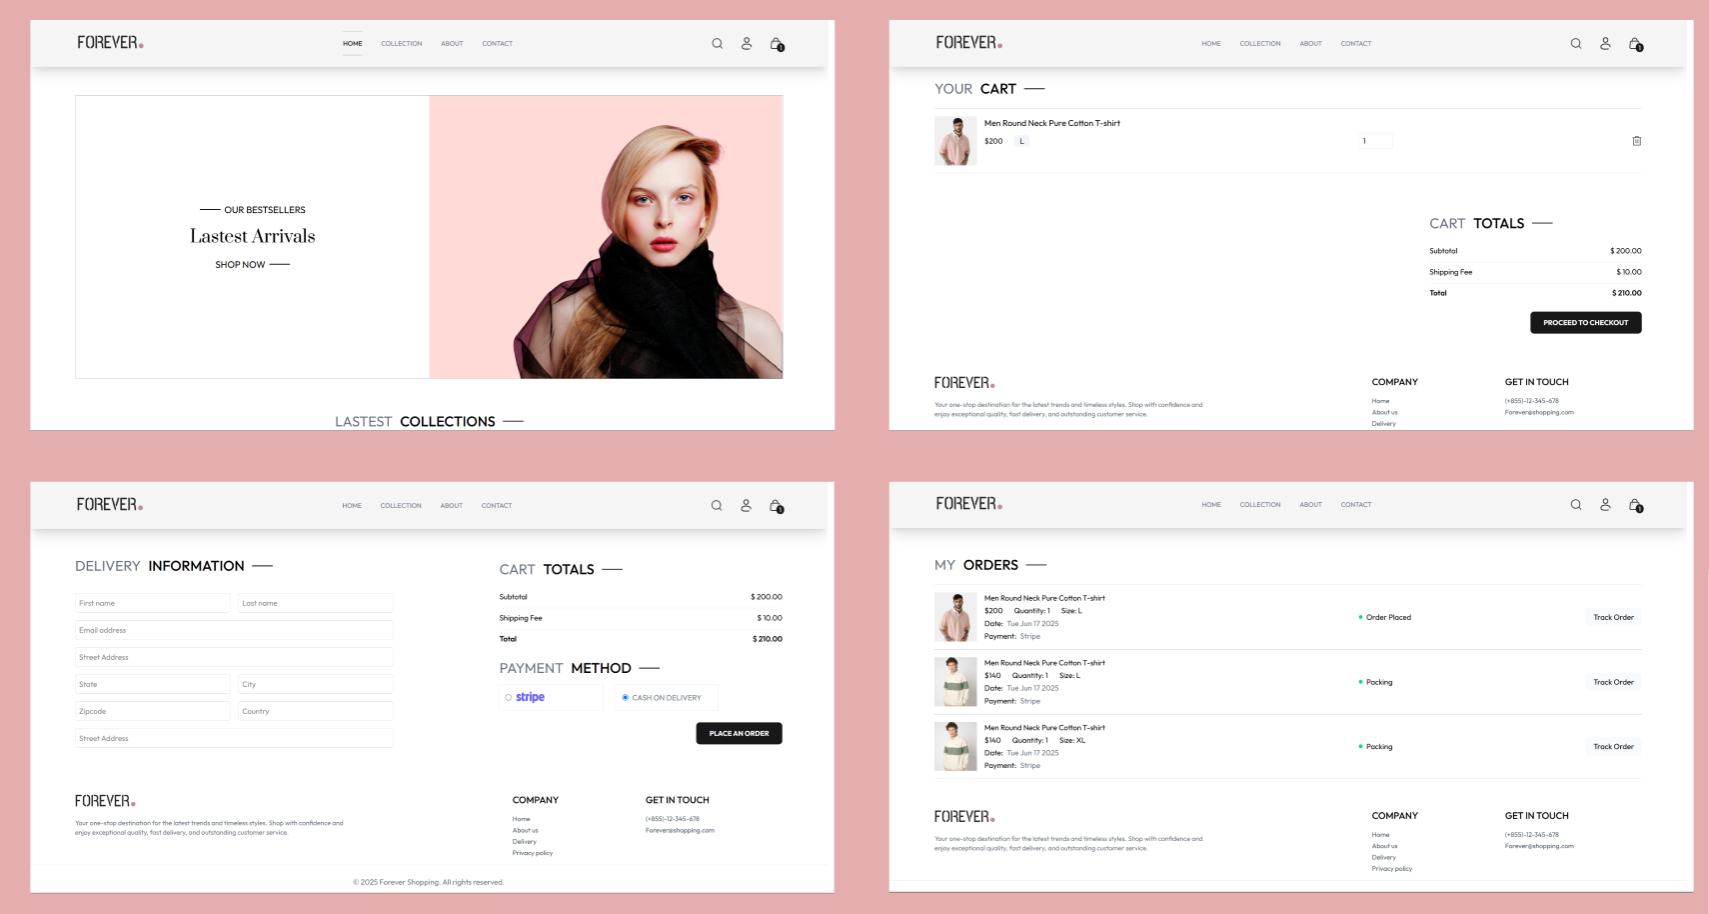 FOREVER.
HOME COLLECTION ABOUT CONTACT
1
OUR BESTSELLERS
Lastest Arrivals
SHOP NOW
LASTEST COLLECTIONS
FOREVER.
HOME COLLECTION ABOUT CONTACT
1
YOUR CART
Men Round Neck Pure Cotton T-shirt
$200 L
1
CART TOTALS
Subtotal $ 200.00
Shipping Fee $ 10.00
Total $ 210.00
PROCEED TO CHECKOUT
FOREVER.
Your one-stop destination for the latest trends and timeless styles. Shop with confidence and
enjoy exceptional quality, fast delivery, and outstanding customer service.
COMPANY
Home
About us
Delivery
GET IN TOUCH
(+855)-12-345-678
Forever@shopping.com
FOREVER.
HOME COLLECTION ABOUT CONTACT
1
DELIVERY INFORMATION
First name Last name
Email address
Street Address
State City
Zipcode Country
Street Address
CART TOTALS
Subtotal $ 200.00
Shipping Fee $ 10.00
Total $ 210.00
PAYMENT METHOD
stripe CASH ON DELIVERY
PLACE AN ORDER
FOREVER.
Your one-stop destination for the latest trends and timeless styles. Shop with confidence and
enjoy exceptional quality, fast delivery, and outstanding customer service.
COMPANY
Home
About us
Delivery
Privacy policy
GET IN TOUCH
(+855)-12-345-678
Forever@shopping.com
© 2025 Forever Shopping. All rights reserved.
FOREVER.
HOME COLLECTION ABOUT CONTACT
1
MY ORDERS
Men Round Neck Pure Cotton T-shirt
$200 Quantity: 1 Size: L
Date: Tue Jun 17 2025
Payment: Stripe
Order Placed
Track Order
Men Round Neck Pure Cotton T-shirt
$140 Quantity: 1 Size: L
Date: Tue Jun 17 2025
Payment: Stripe
Packing
Track Order
Men Round Neck Pure Cotton T-shirt
$140 Quantity: 1 Size: XL
Date: Tue Jun 17 2025
Payment: Stripe
Packing
Track Order
FOREVER.
Your one-stop destination for the latest trends and timeless styles. Shop with confidence and
enjoy exceptional quality, fast delivery, and outstanding customer service.
COMPANY
Home
About us
Delivery
Privacy policy
GET IN TOUCH
(+855)-12-345-678
Forever@shopping.com